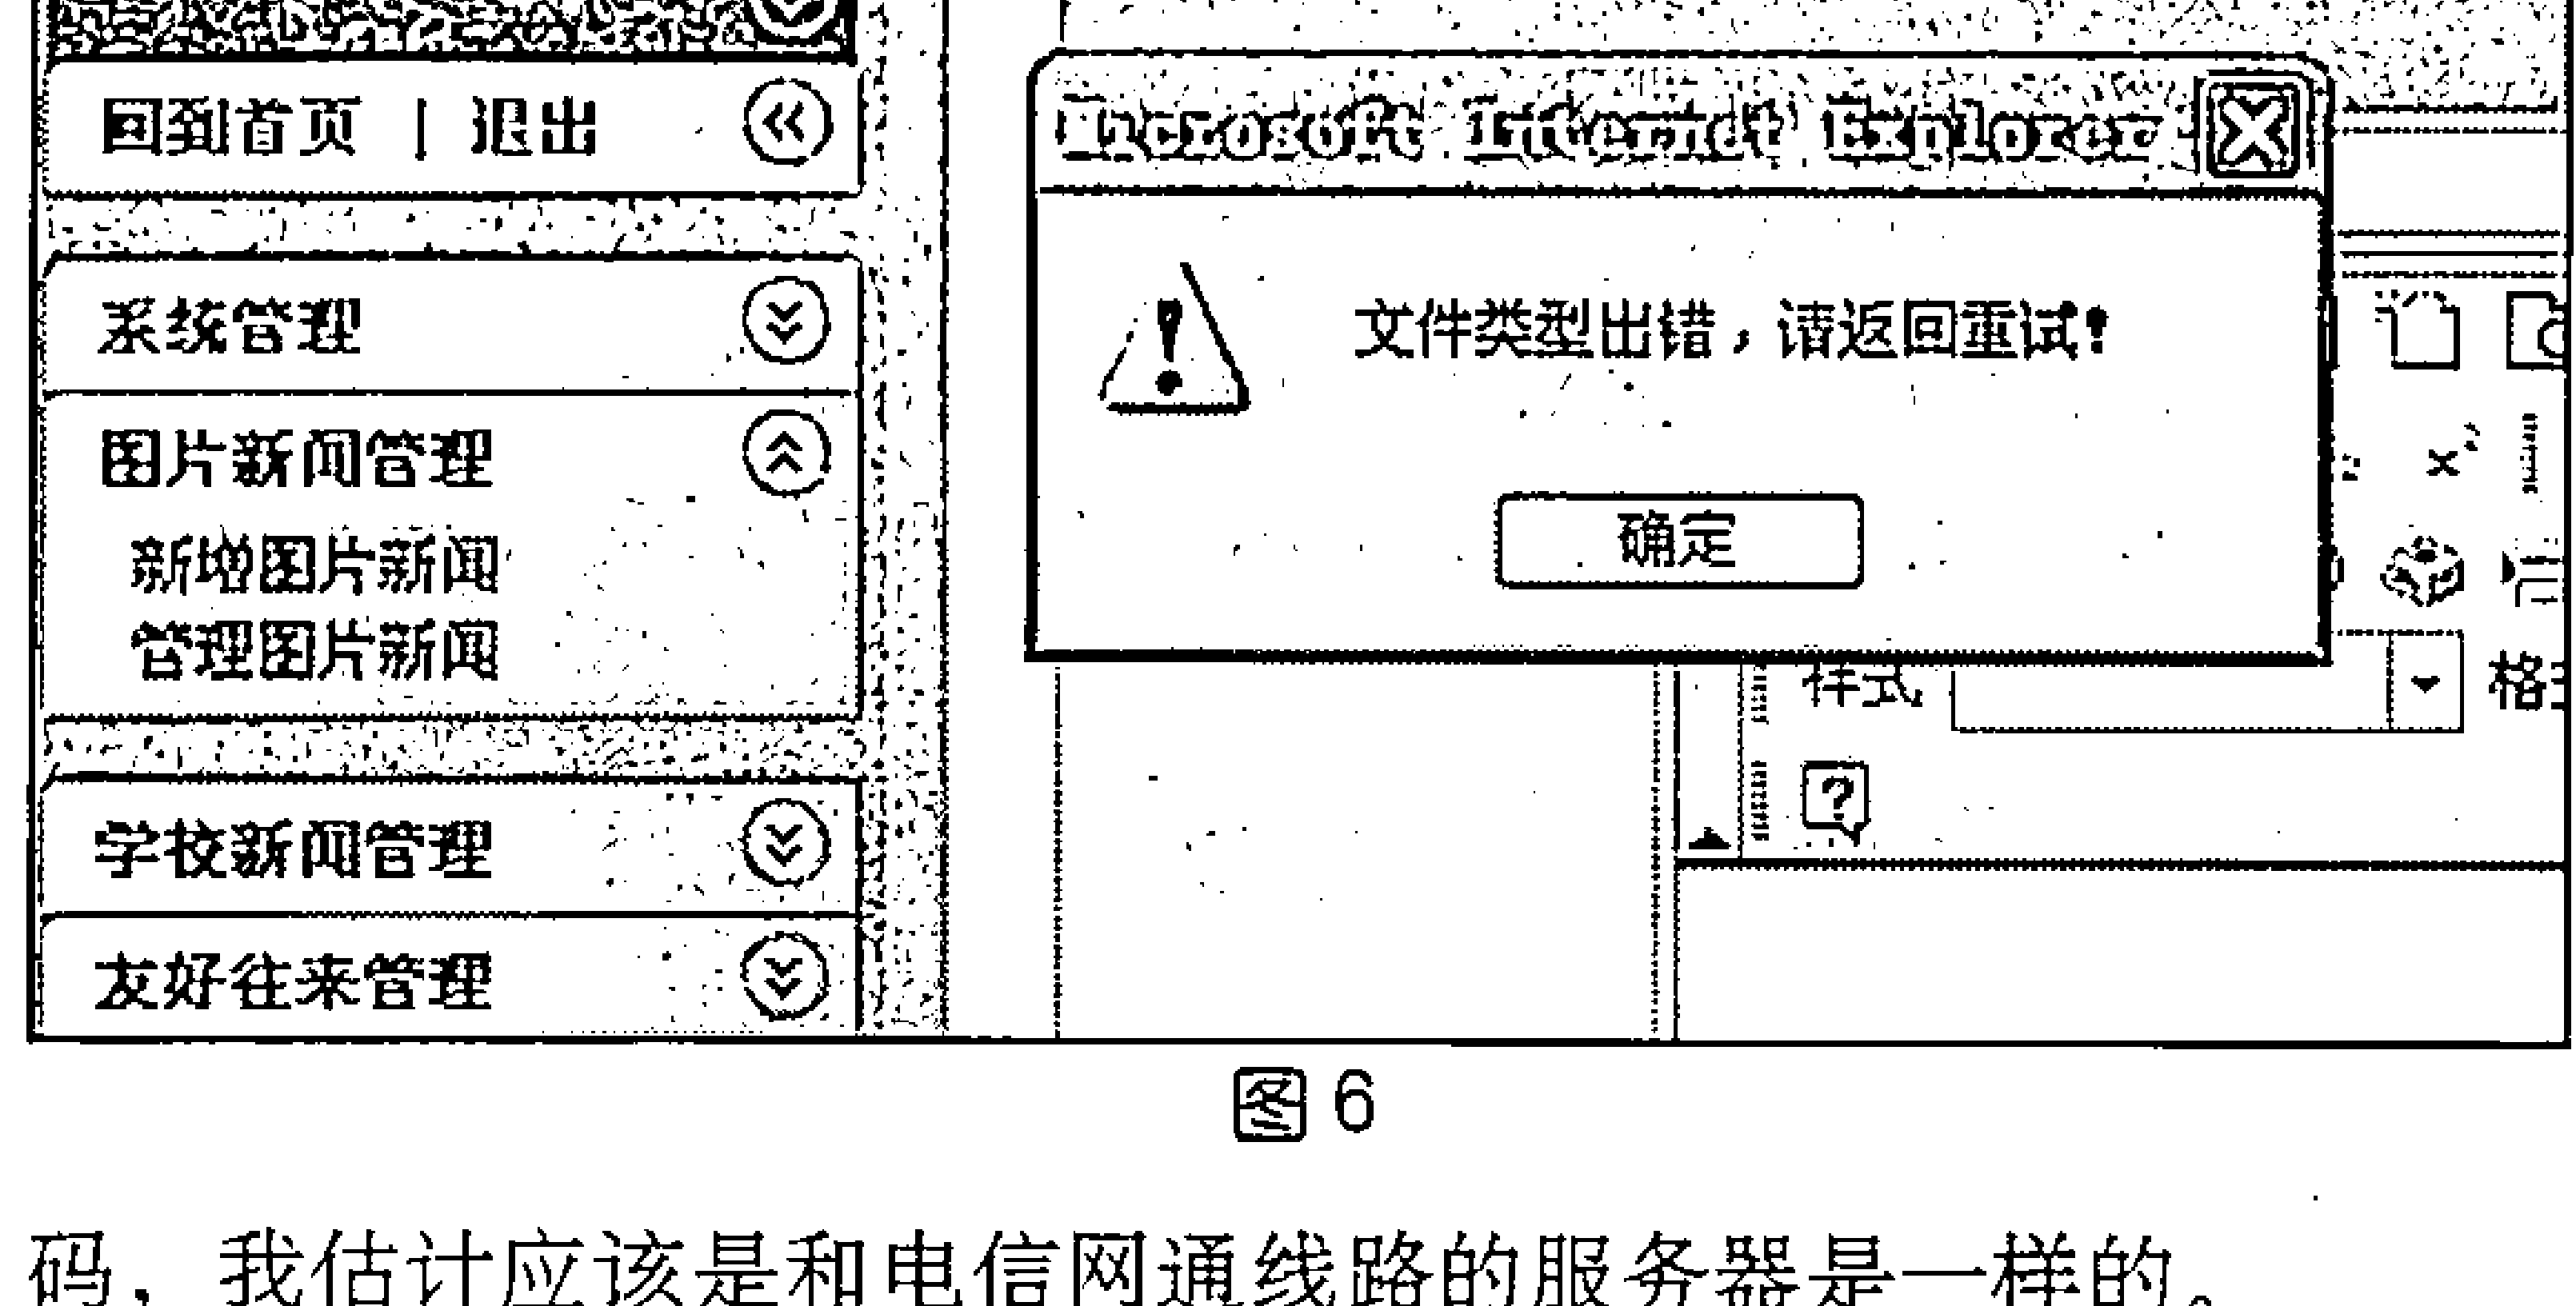 回到首页 | 退出
Microsoft Internet Explorer
系统管理
文件类型出错，请返回重试!
图片新闻管理
确定
新增图片新闻
管理图片新闻
样式
学校新闻管理
友好往来管理
图 6
码，我估计应该是和电信网通线路的服务器是一样的。